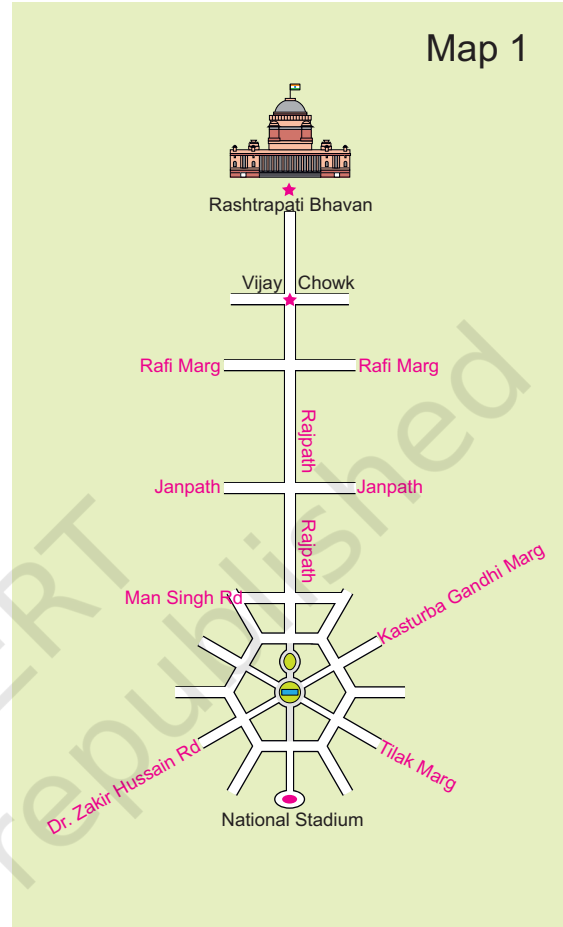 Map 1
Rashtrapati Bhavan
Vijay Chowk
Rafi Marg
Rafi Marg
Rajpath
Janpath
Janpath
Rajpath
Man Singh Rd
Kasturba Gandhi Marg
Dr. Zakir Hussain Rd
Tilak Marg
National Stadium
republished